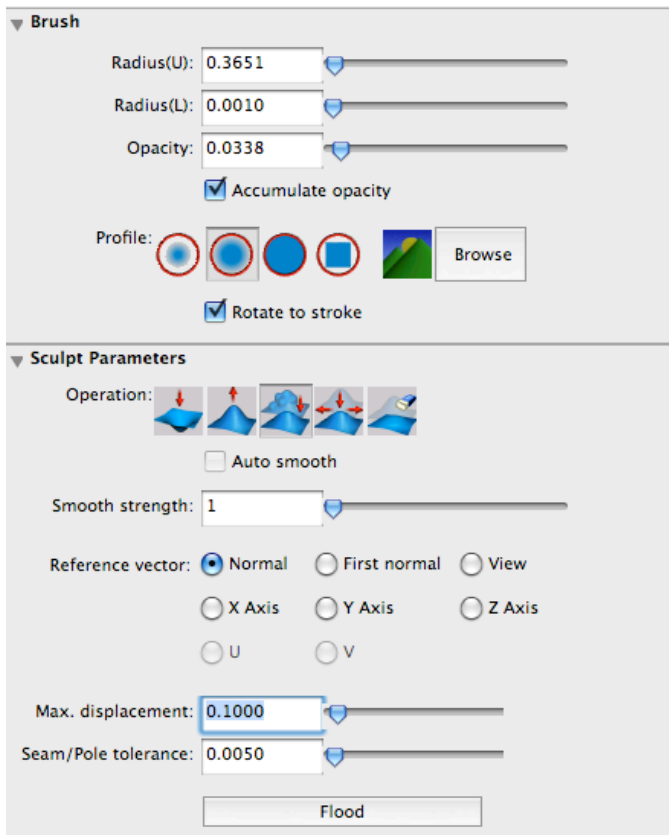 Brush
Radius(U): 0.3651
Radius(L): 0.0010
Opacity: 0.0338
Accumulate opacity
Profile: Browse
Rotate to stroke
Sculpt Parameters
Operation:
Auto smooth
Smooth strength: 1
Reference vector: Normal First normal View
X Axis Y Axis Z Axis
U V
Max. displacement: 0.1000
Seam/Pole tolerance: 0.0050
Flood